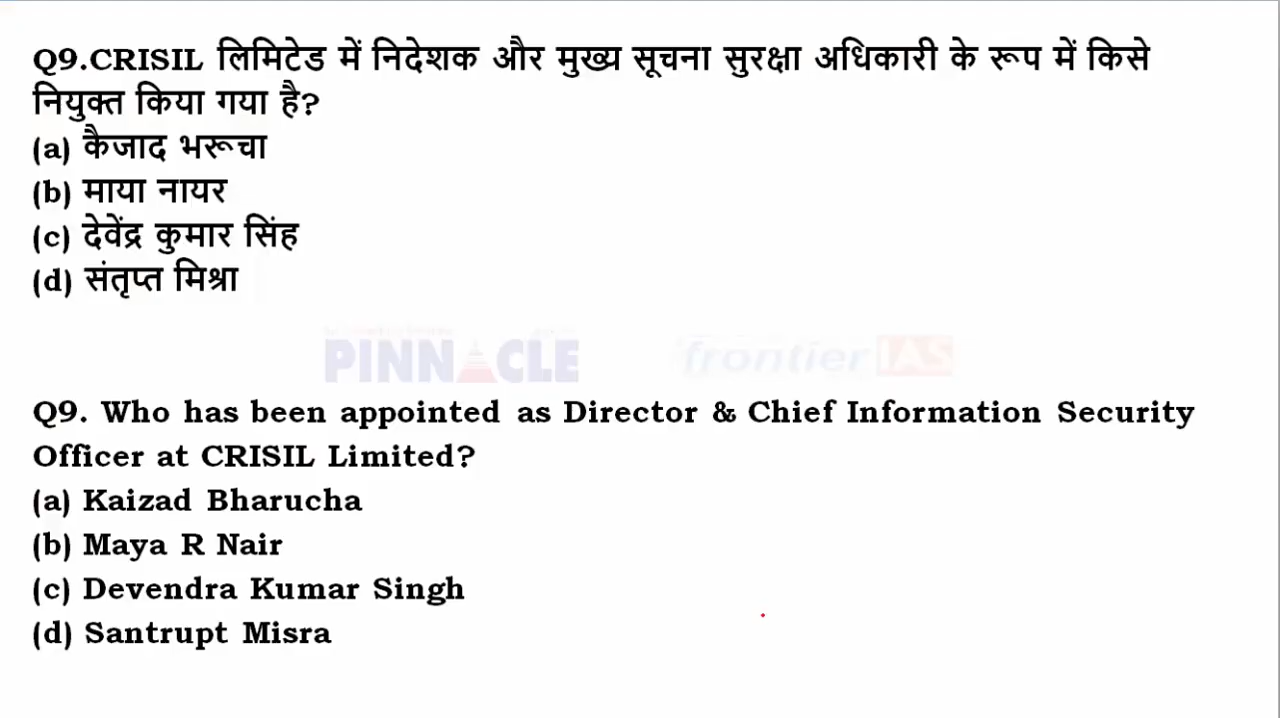 Q9.CRISIL लिमिटेड में निदेशक और मुख्य सूचना सुरक्षा अधिकारी के रूप में किसे
नियुक्त किया गया है?
(a) कैजाद भरूचा
(b) माया नायर
(c) देवेंद्र कुमार सिंह
(d) संतृप्त मिश्रा
PINNACLE frontier IAS
Q9. Who has been appointed as Director & Chief Information Security
Officer at CRISIL Limited?
(a) Kaizad Bharucha
(b) Maya R Nair
(c) Devendra Kumar Singh
(d) Santrupt Misra